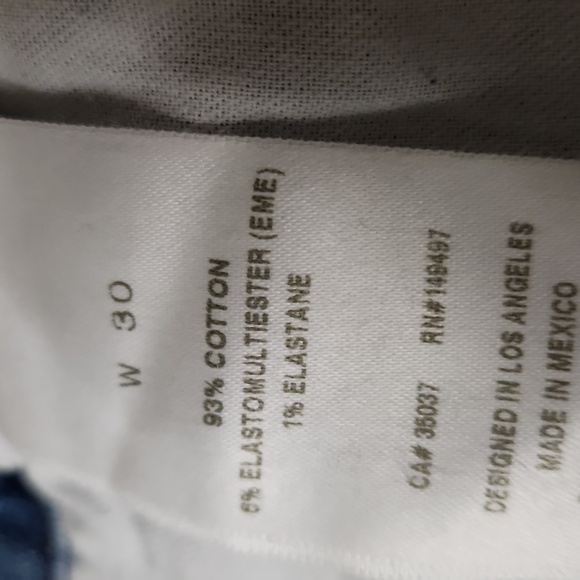 W 30
93% COTTON
6% ELASTOMULTIESTER (EME)
1% ELASTANE
CA# 35037 RN#149497
DESIGNED IN LOS ANGELES
MADE IN MEXICO